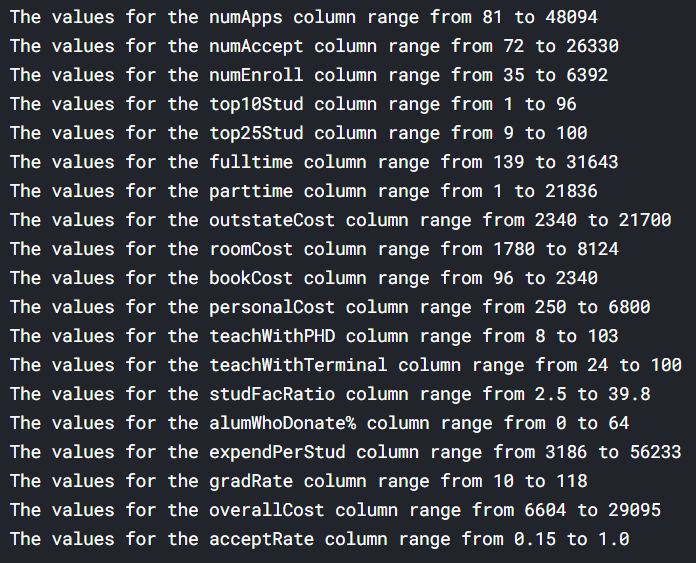 The values for the numApps column range from 81 to 48094
The values for the numAccept column range from 72 to 26330
The values for the numEnroll column range from 35 to 6392
The values for the top10Stud column range from 1 to 96
The values for the top25Stud column range from 9 to 100
The values for the fulltime column range from 139 to 31643
The values for the parttime column range from 1 to 21836
The values for the outstateCost column range from 2340 to 21700
The values for the roomCost column range from 1780 to 8124
The values for the bookCost column range from 96 to 2340
The values for the personalCost column range from 250 to 6800
The values for the teachWithPHD column range from 8 to 103
The values for the teachWithTerminal column range from 24 to 100
The values for the studFacRatio column range from 2.5 to 39.8
The values for the alumWhoDonate% column range from 0 to 64
The values for the expendPerStud column range from 3186 to 56233
The values for the gradRate column range from 10 to 118
The values for the overallCost column range from 6604 to 29095
The values for the acceptRate column range from 0.15 to 1.0